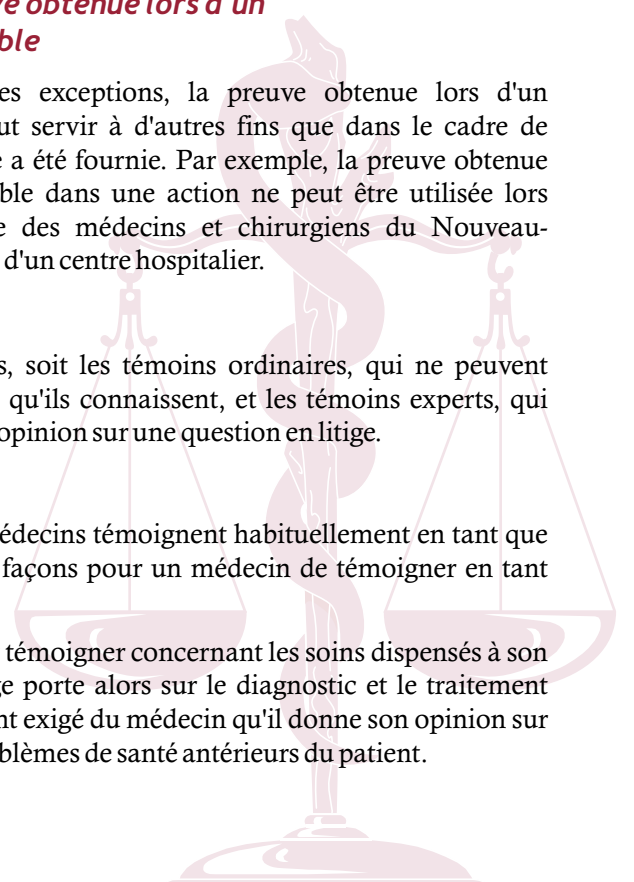 ve obtenue lors d'un
ble
es exceptions, la preuve obtenue lors d'un
ut servir à d'autres fins que dans le cadre de
e a été fournie. Par exemple, la preuve obtenue
ble dans une action ne peut être utilisée lors
e des médecins et chirurgiens du Nouveau-
d'un centre hospitalier.
s, soit les témoins ordinaires, qui ne peuvent
qu'ils connaissent, et les témoins experts, qui
opinion sur une question en litige.
édecins témoignent habituellement en tant que
façons pour un médecin de témoigner en tant
témoigner concernant les soins dispensés à son
ge porte alors sur le diagnostic et le traitement
nt exigé du médecin qu'il donne son opinion sur
blèmes de santé antérieurs du patient.